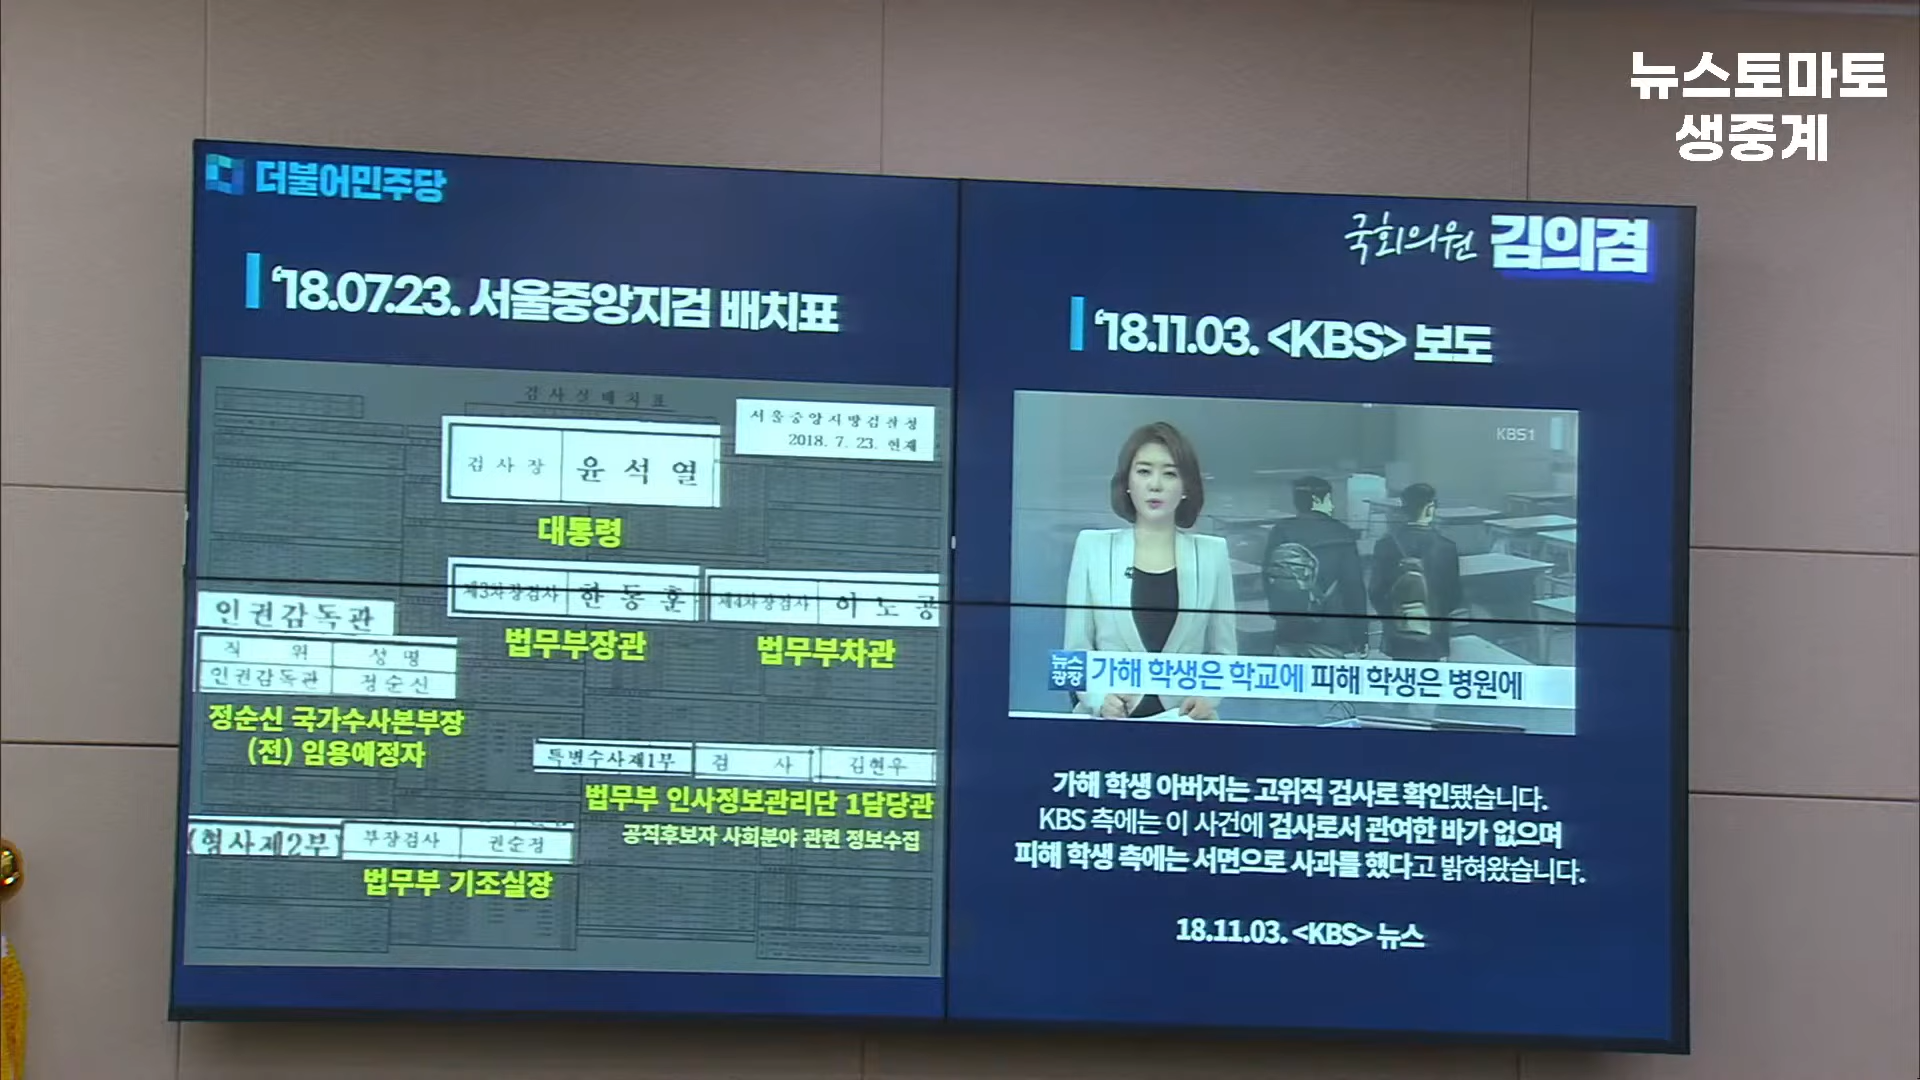 뉴스토마토
생중계
더불어민주당
국회의원 김의겸
'18.07.23. 서울중앙지검 배치표
검사실배치표
서울중앙지방검찰청
2018. 7. 23. 현재
검사장 윤석열
대통령
제3차장검사 한동훈
법무부장관
제4차장검사 이노공
법무부차관
인권감독관
직 위 성명
인권감독관 정순신
정순신 국가수사본부장
(전) 임용예정자
특별수사제1부 검 사 김현우
법무부 인사정보관리단 1담당관
공직후보자 사회분야 관련 정보수집
(형사제2부) 부장검사 권순정
법무부 기조실장
'18.11.03. <KBS> 보도
KBS1
뉴스
광장
가해 학생은 학교에 피해 학생은 병원에
가해 학생 아버지는 고위직 검사로 확인됐습니다.
KBS 측에는 이 사건에 검사로서 관여한 바가 없으며
피해 학생 측에는 서면으로 사과를 했다고 밝혀왔습니다.
18.11.03. <KBS> 뉴스